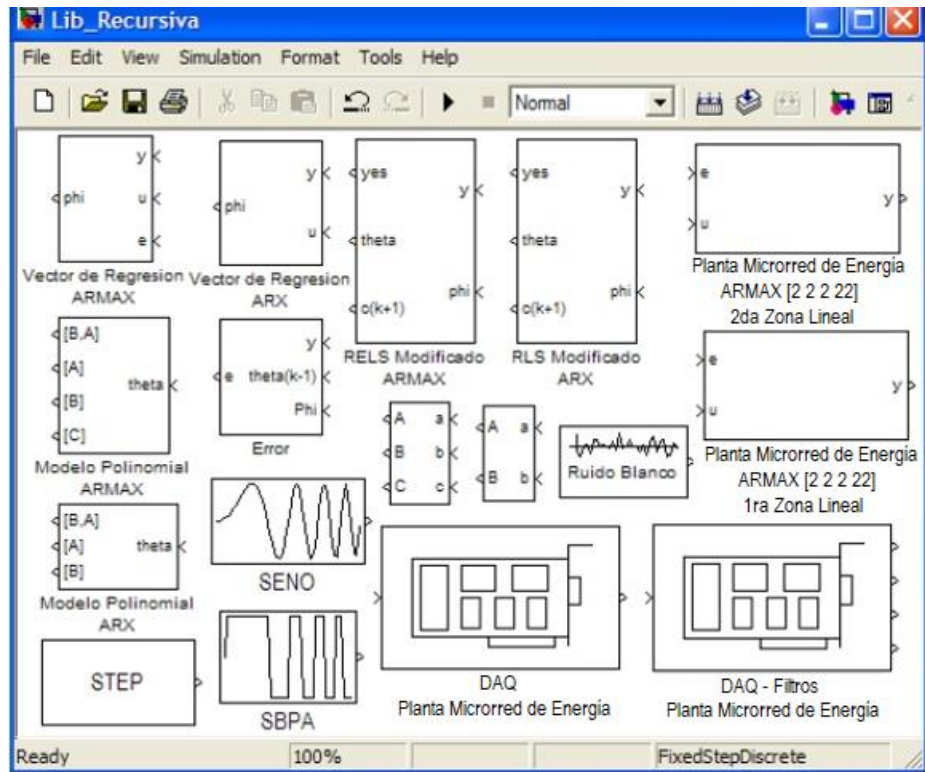 Lib_Recursiva
File Edit View Simulation Format Tools Help
Normal
phi
y
u
e
Vector de Regresion
ARMAX
phi
y
u
Vector de Regresion
ARX
yes
theta
c(k+1)
y
phi
RELS Modificado
ARMAX
yes
theta
c(k+1)
y
phi
RLS Modificado
ARX
e
u
y
Planta Microrred de Energía
ARMAX [2 2 2 22]
2da Zona Lineal
[B,A]
[A]
[B]
[C]
theta
Modelo Polinomial
ARMAX
e
y
theta(k-1)
Phi
Error
A
B
C
a
b
c
A
B
a
b
Ruido Blanco
e
u
y
Planta Microrred de Energía
ARMAX [2 2 2 22]
1ra Zona Lineal
[B,A]
[A]
[B]
theta
Modelo Polinomial
ARX
SENO
STEP
SBPA
DAQ
Planta Microrred de Energía
DAQ - Filtros
Planta Microrred de Energía
Ready 100% FixedStepDiscrete